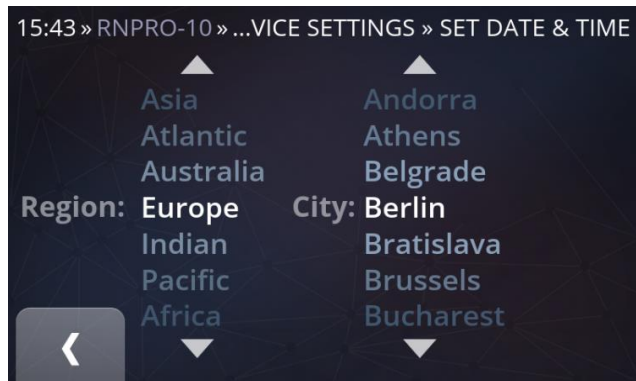 15:43 » RNPRO-10 » ...VICE SETTINGS » SET DATE & TIME
Asia Andorra
Atlantic Athens
Australia Belgrade
Region: Europe City: Berlin
Indian Bratislava
Pacific Brussels
Africa Bucharest